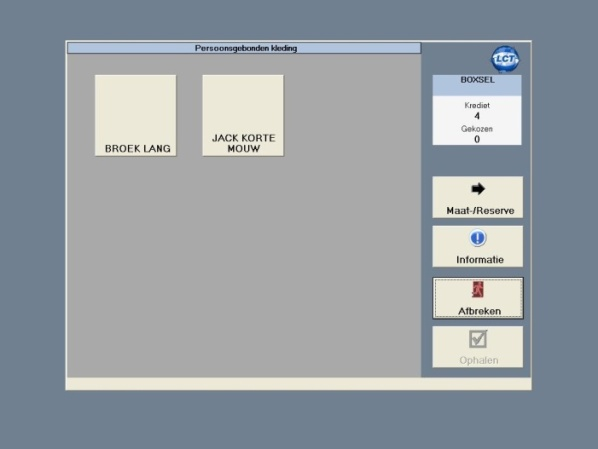 Persoonsgebonden kleding
LCT
BOXSEL
Krediet
4
Gekozen
0
BROEK LANG
JACK KORTE
MOUW
Maat-/Reserve
Informatie
Afbreken
Ophalen